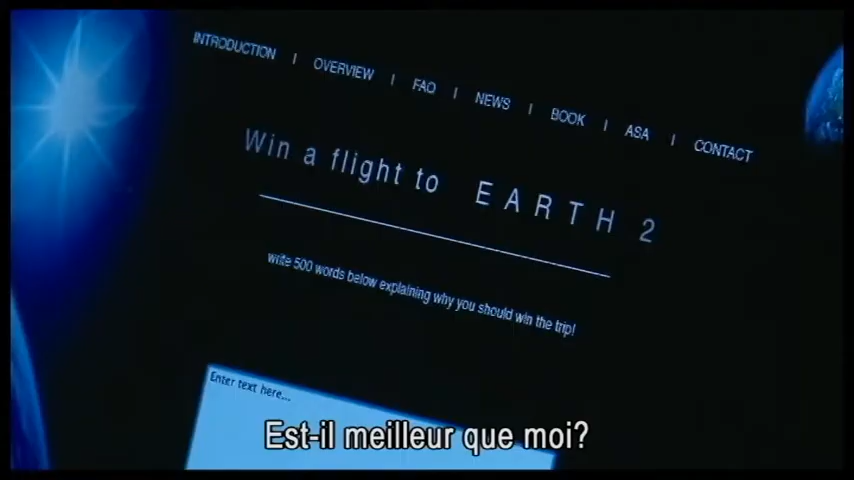 INTRODUCTION | OVERVIEW | FAQ | NEWS | BOOK | ASA | CONTACT
Win a flight to EARTH 2
write 500 words below explaining why you should win the trip!
Enter text here...
Est-il meilleur que moi?